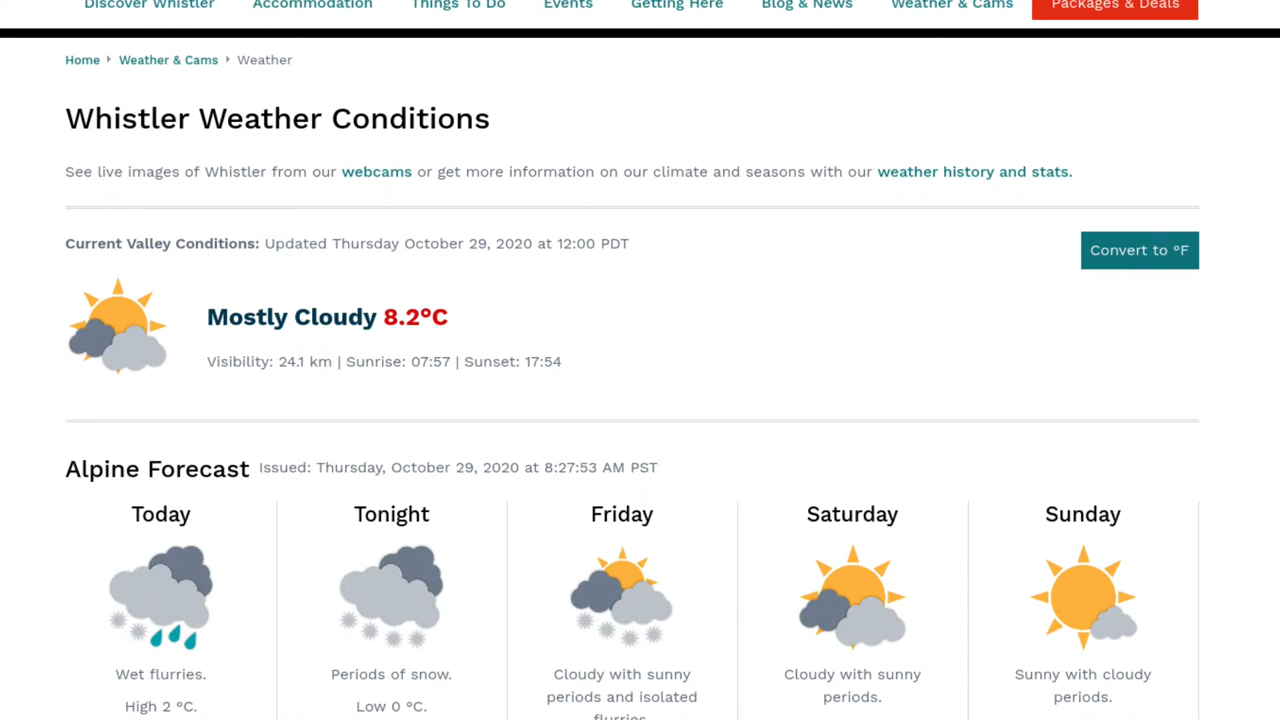 Discover Whistler Accommodation Things To Do Events Getting Here Blog & News Weather & Cams Packages & Deals
Home Weather & Cams Weather
Whistler Weather Conditions
See live images of Whistler from our webcams or get more information on our climate and seasons with our weather history and stats.
Current Valley Conditions: Updated Thursday October 29, 2020 at 12:00 PDT
Convert to °F
Mostly Cloudy 8.2°C
Visibility: 24.1 km | Sunrise: 07:57 | Sunset: 17:54
Alpine Forecast Issued: Thursday, October 29, 2020 at 8:27:53 AM PST
Today
Wet flurries.
High 2 °C.
Tonight
Periods of snow.
Low 0 °C.
Friday
Cloudy with sunny
periods and isolated
flurries.
Saturday
Cloudy with sunny
periods.
Sunday
Sunny with cloudy
periods.